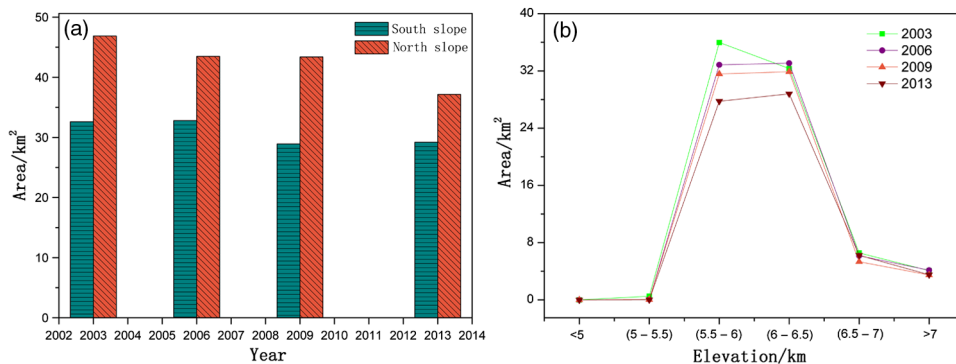 (a)
South slope
North slope
Area/km²
50
40
30
20
10
0
2002 2003 2004 2005 2006 2007 2008 2009 2010 2011 2012 2013 2014
Year
(b)
2003
2006
2009
2013
Area/km²
40
32
24
16
8
0
<5 (5 – 5.5) (5.5 – 6) (6 – 6.5) (6.5 – 7) >7
Elevation/km